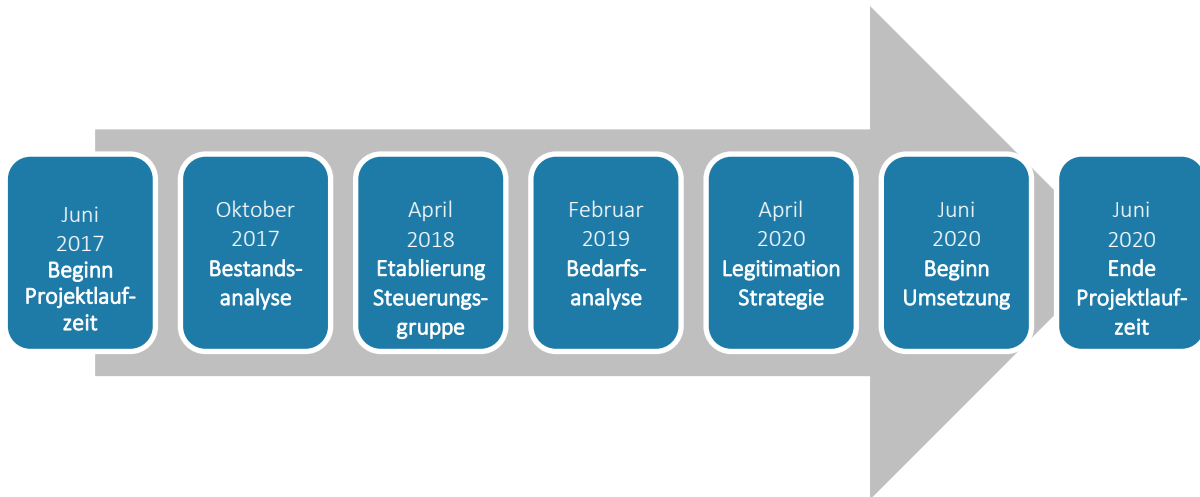 Juni
2017
Beginn
Projektlauf-
zeit
Oktober
2017
Bestands-
analyse
April
2018
Etablierung
Steuerungs-
gruppe
Februar
2019
Bedarfs-
analyse
April
2020
Legitimation
Strategie
Juni
2020
Beginn
Umsetzung
Juni
2020
Ende
Projektlauf-
zeit